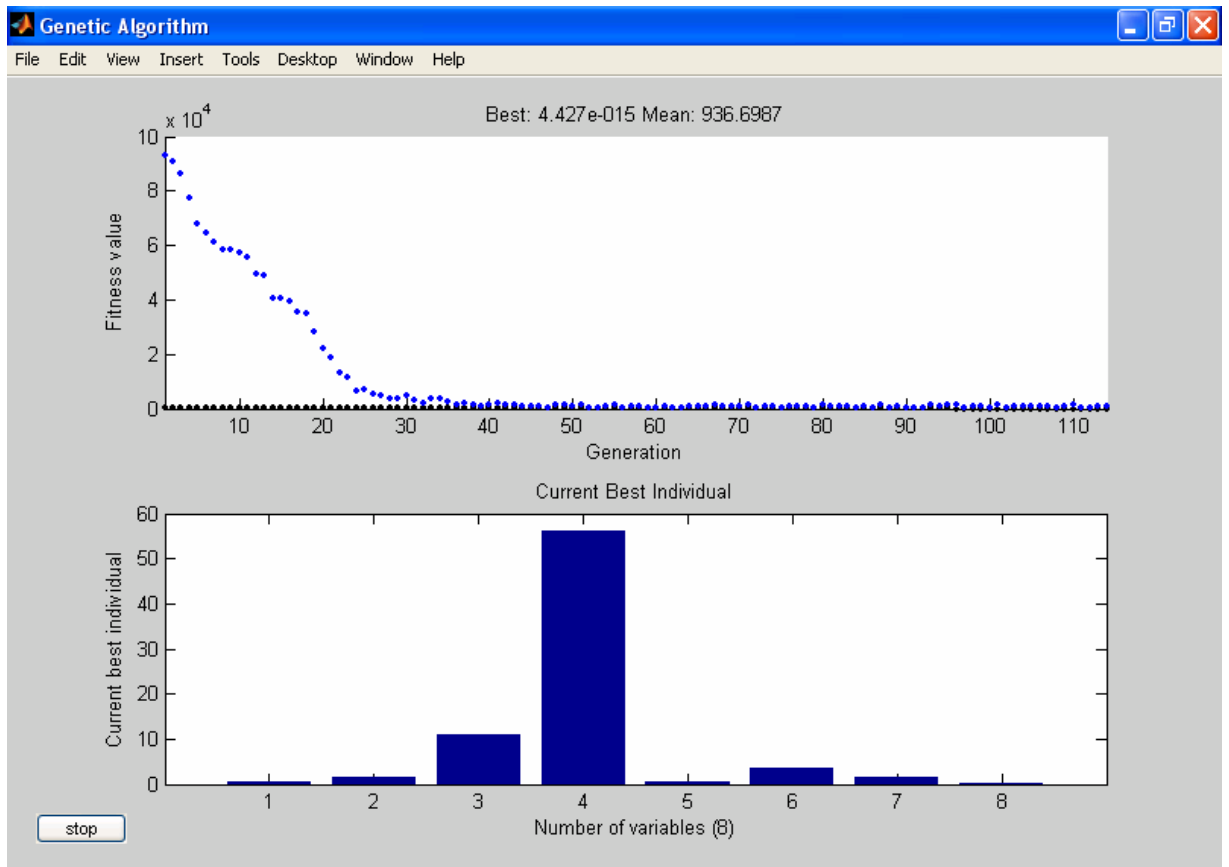 Genetic Algorithm
File Edit View Insert Tools Desktop Window Help
Best: 4.427e-015 Mean: 936.6987
x 10^4
10
8
6
4
2
0
Fitness value
10 20 30 40 50 60 70 80 90 100 110
Generation
Current Best Individual
60
50
40
30
20
10
0
Current best individual
1 2 3 4 5 6 7 8
Number of variables (8)
stop